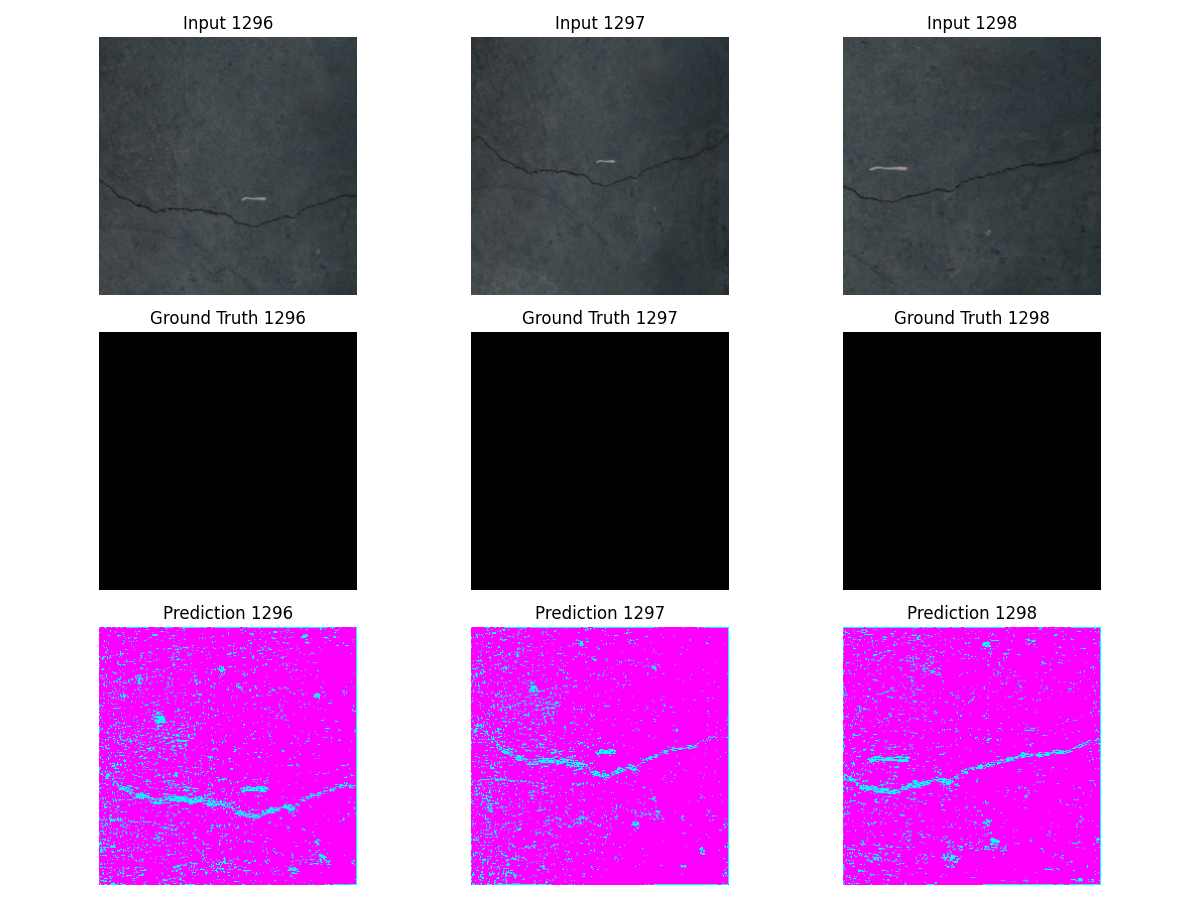 Input 1296
Input 1297
Input 1298
Ground Truth 1296
Ground Truth 1297
Ground Truth 1298
Prediction 1296
Prediction 1297
Prediction 1298